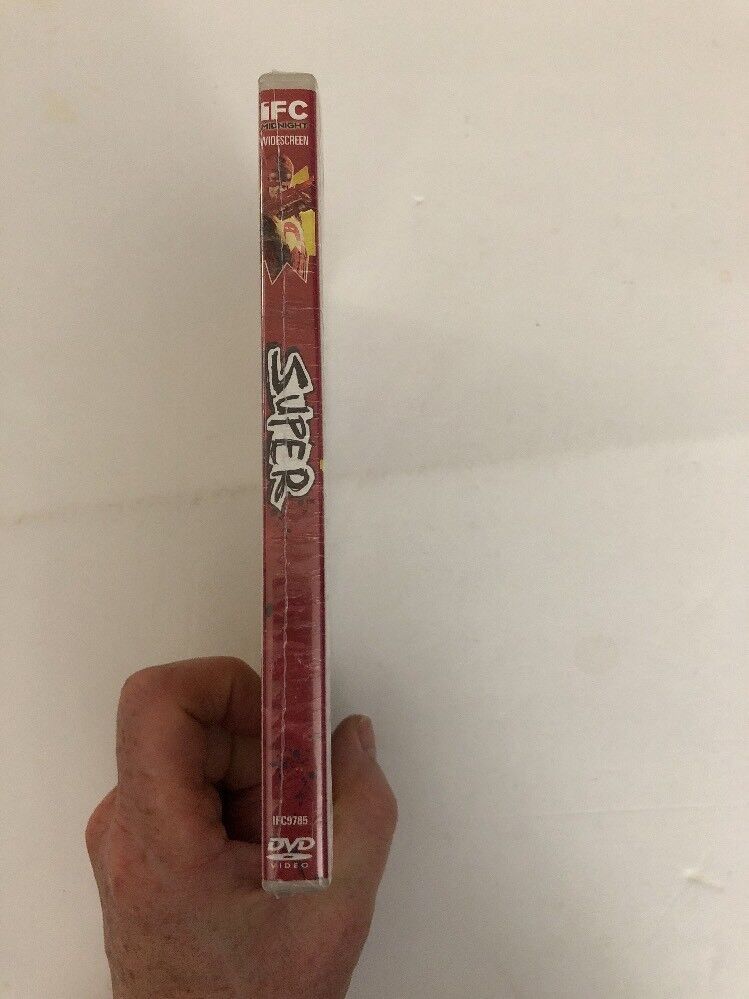 IFC
MIDNIGHT
WIDESCREEN
SUPER
IFC9785
DVD
VIDEO